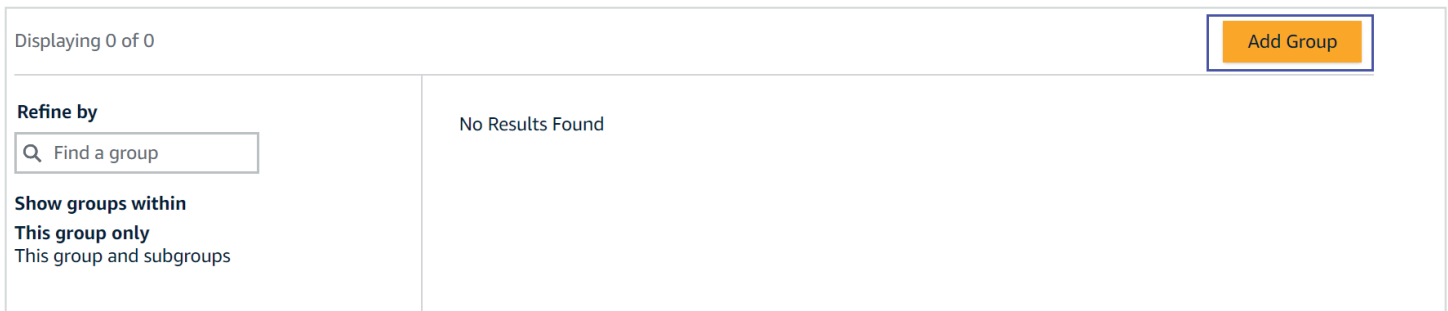 Displaying 0 of 0
Add Group
Refine by
Find a group
Show groups within
This group only
This group and subgroups
No Results Found